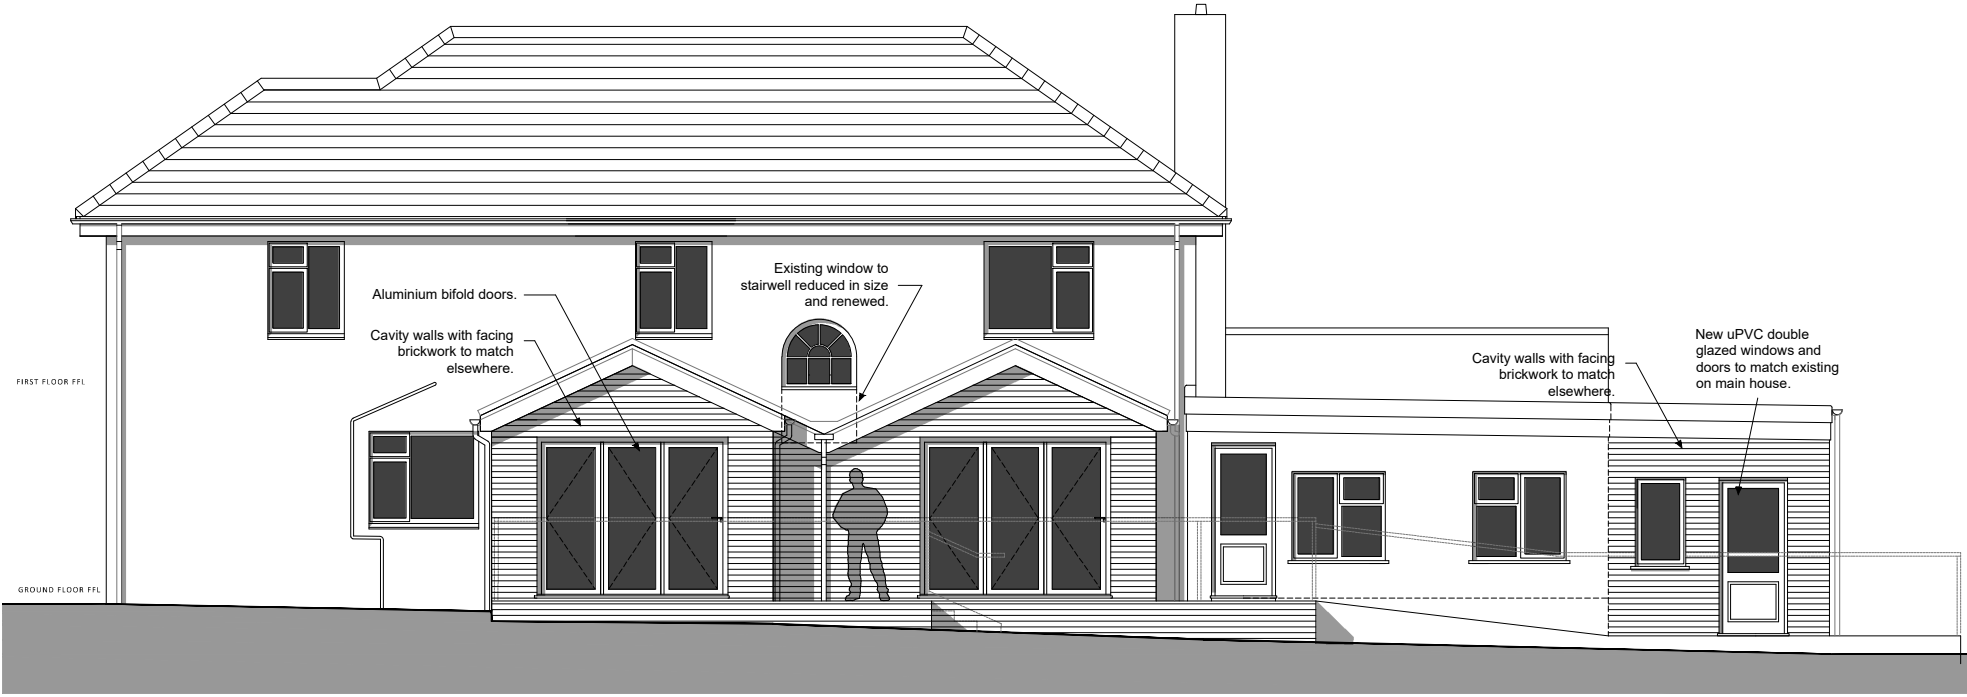 Existing window to
stairwell reduced in size
and renewed.
Aluminium bifold doors.
Cavity walls with facing
brickwork to match
elsewhere.
New uPVC double
glazed windows and
doors to match existing
on main house.
Cavity walls with facing
brickwork to match
elsewhere.
FIRST FLOOR FFL
GROUND FLOOR FFL